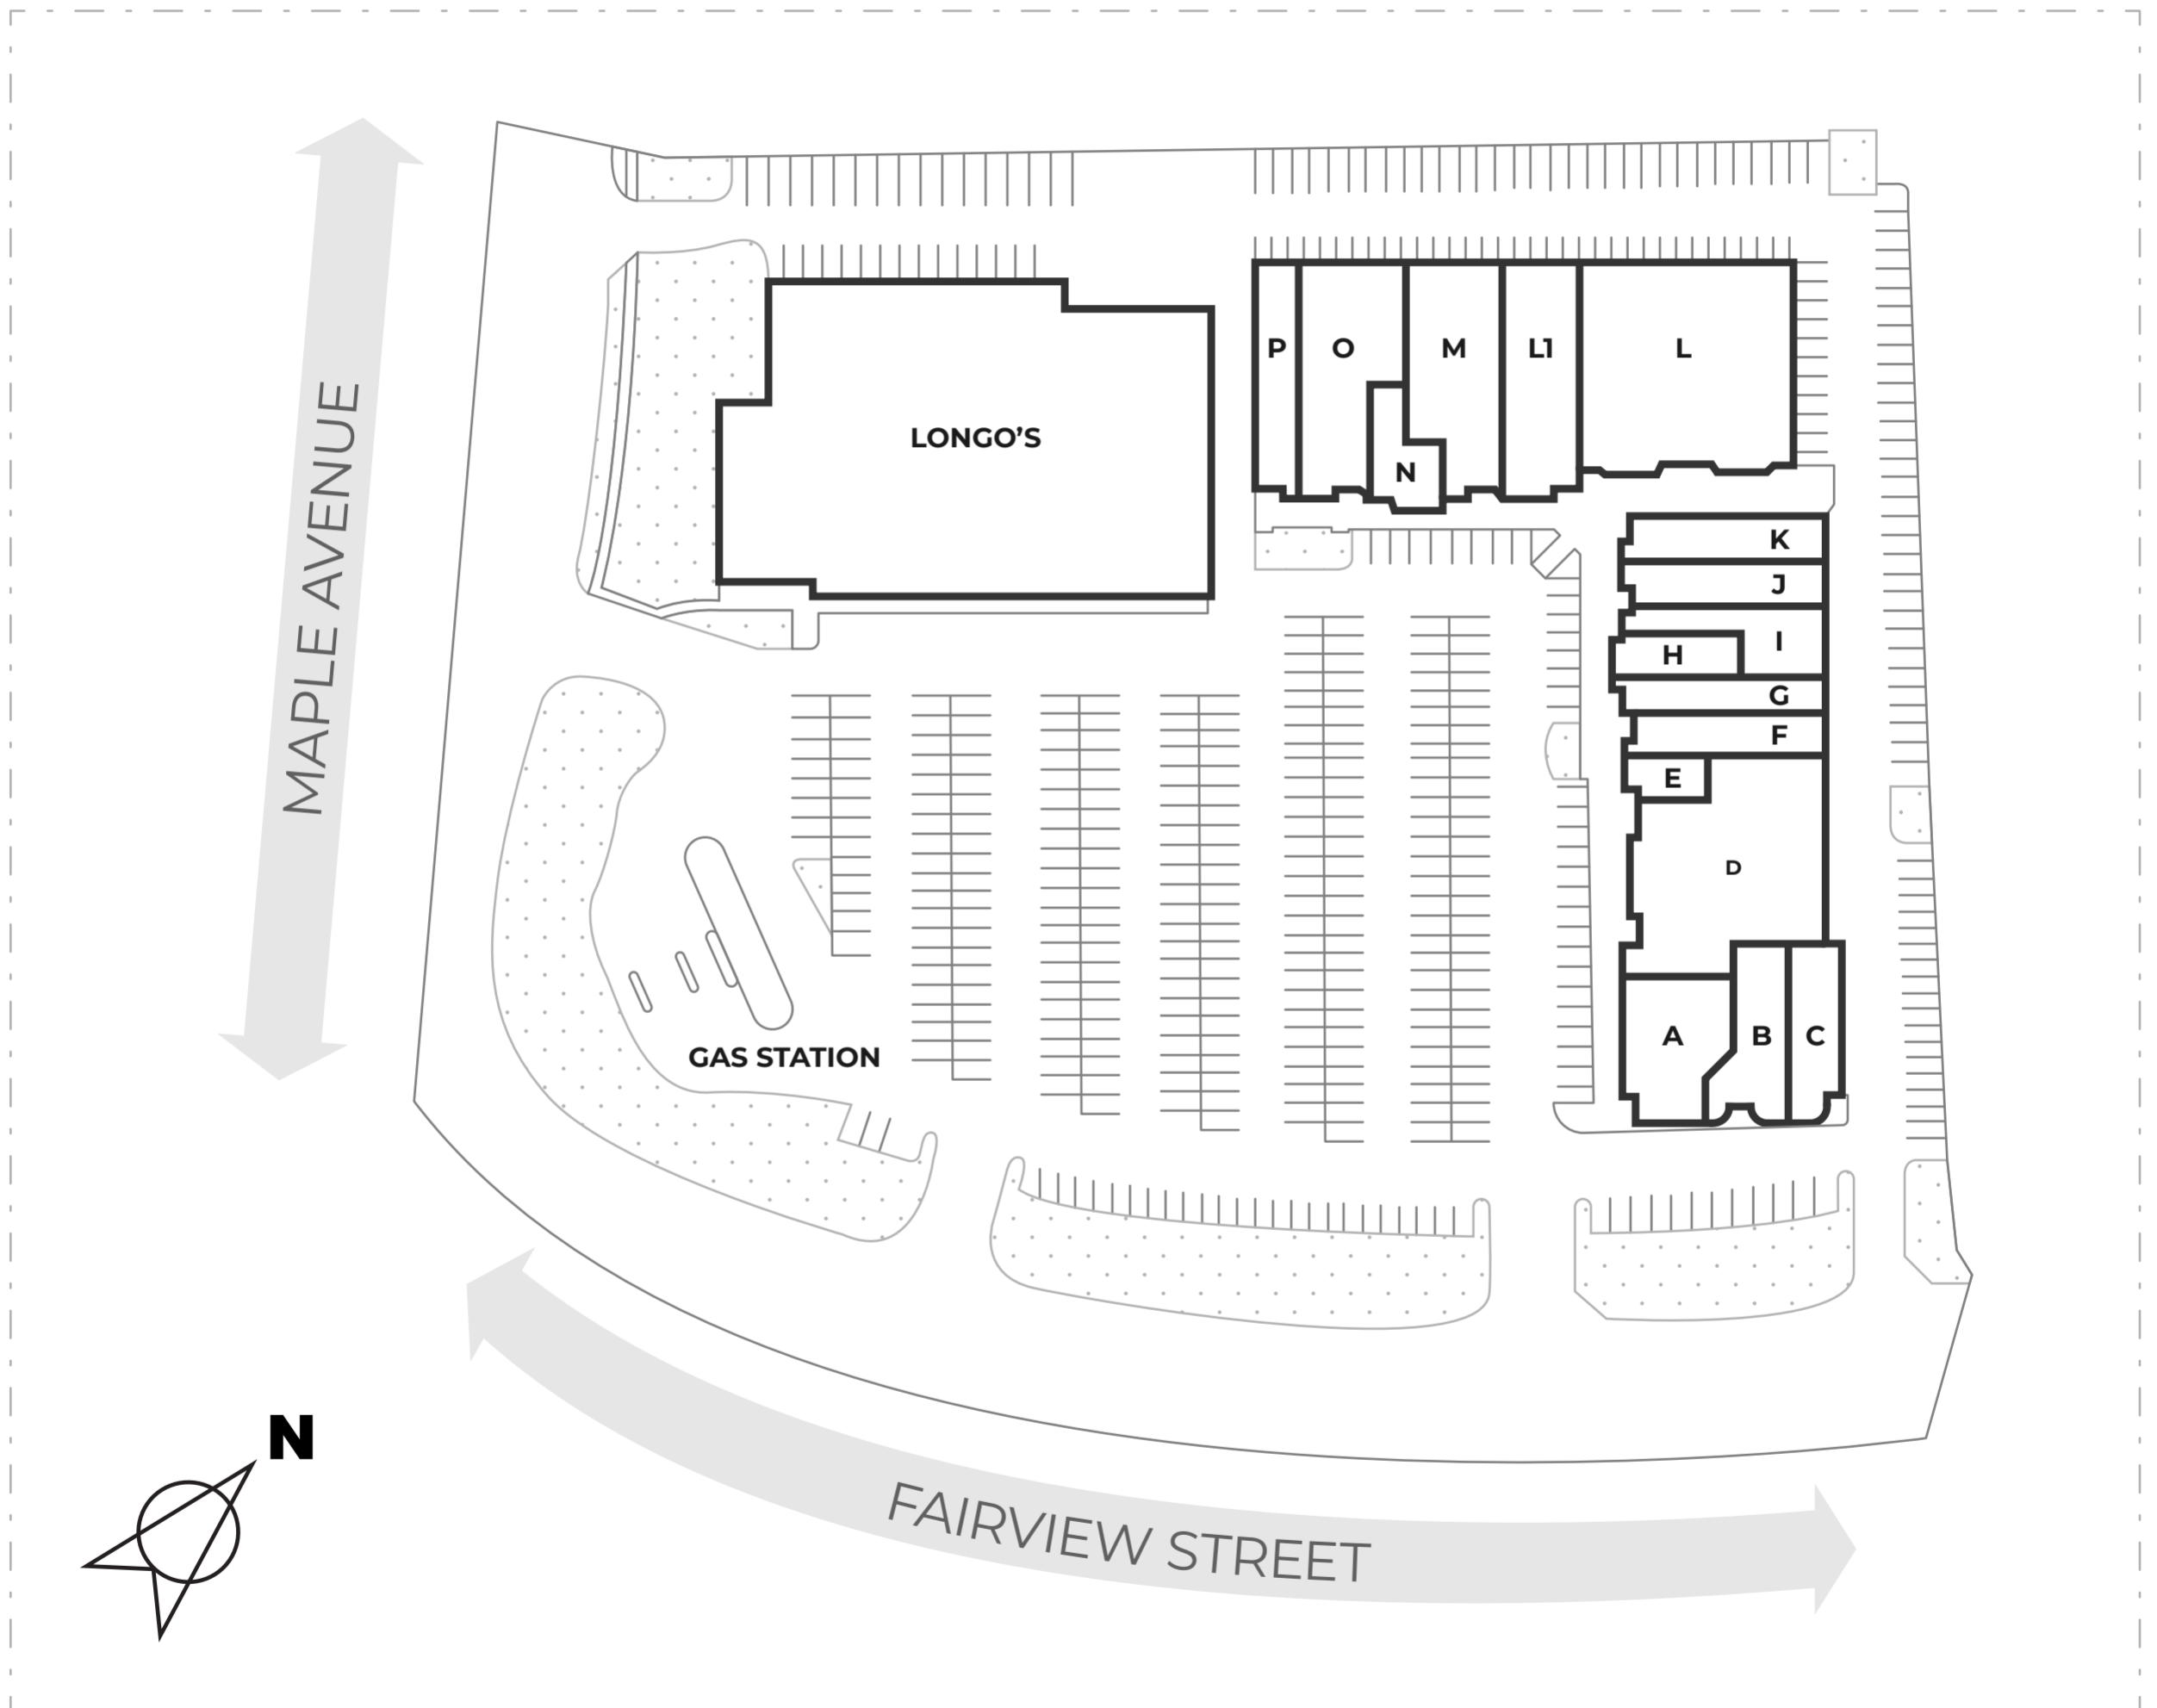 LONGO’S
P
O
M
L1
L
N
K
J
I
H
G
F
E
D
A
B
C
MAPLE AVENUE
GAS STATION
N
FAIRVIEW STREET